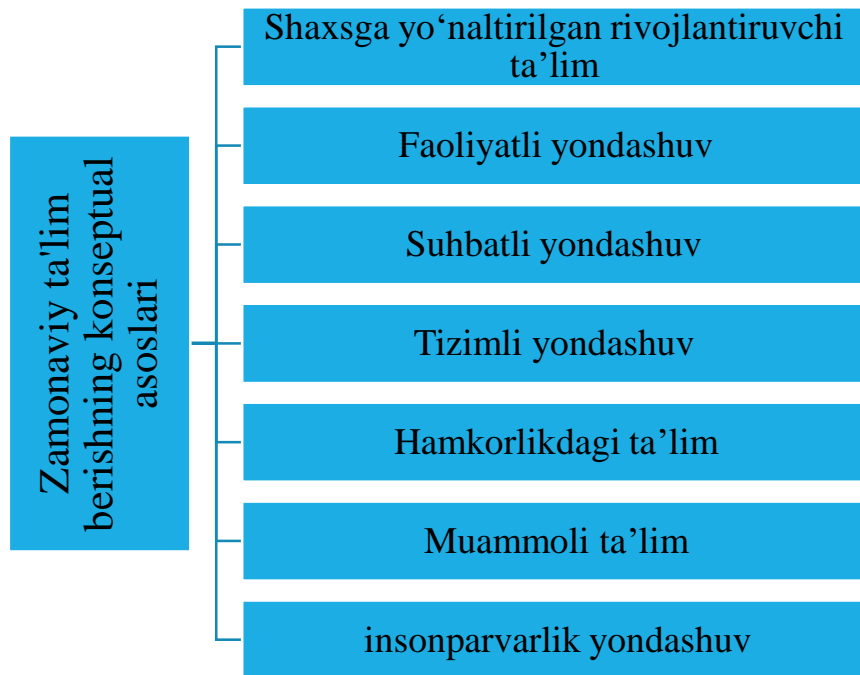 Zamonaviy ta'lim
berishning konseptual
asoslari
Shaxsga yo‘naltirilgan rivojlantiruvchi
ta’lim
Faoliyatli yondashuv
Suhbatli yondashuv
Tizimli yondashuv
Hamkorlikdagi ta’lim
Muammoli ta’lim
insonparvarlik yondashuv